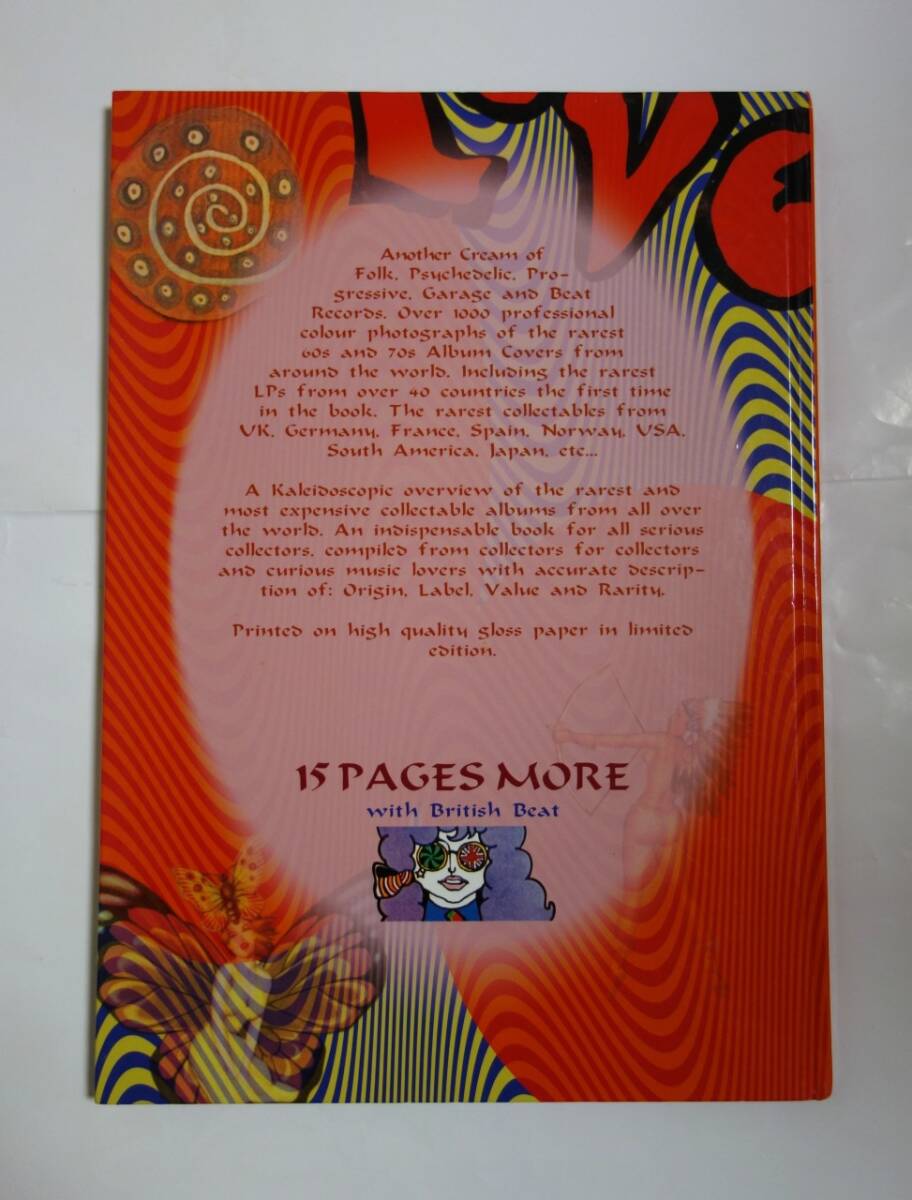 Another Cream of
Folk, Psychedelic, Pro-
gressive, Garage and Beat
Records. Over 1000 professional
colour photographs of the rarest
60s and 70s Album Covers from
around the world. Including the rarest
LPs from over 40 countries the first time
in the book. The rarest collectables from
UK, Germany, France, Spain, Norway, USA,
South America, Japan, etc...
A Kaleidoscopic overview of the rarest and
most expensive collectable albums from all over
the world. An indispensable book for all serious
collectors, compiled from collectors for collectors
and curious music lovers with accurate descrip-
tion of: Origin, Label, Value and Rarity.
Printed on high quality gloss paper in limited
edition.
15 PAGES MORE
with British Beat